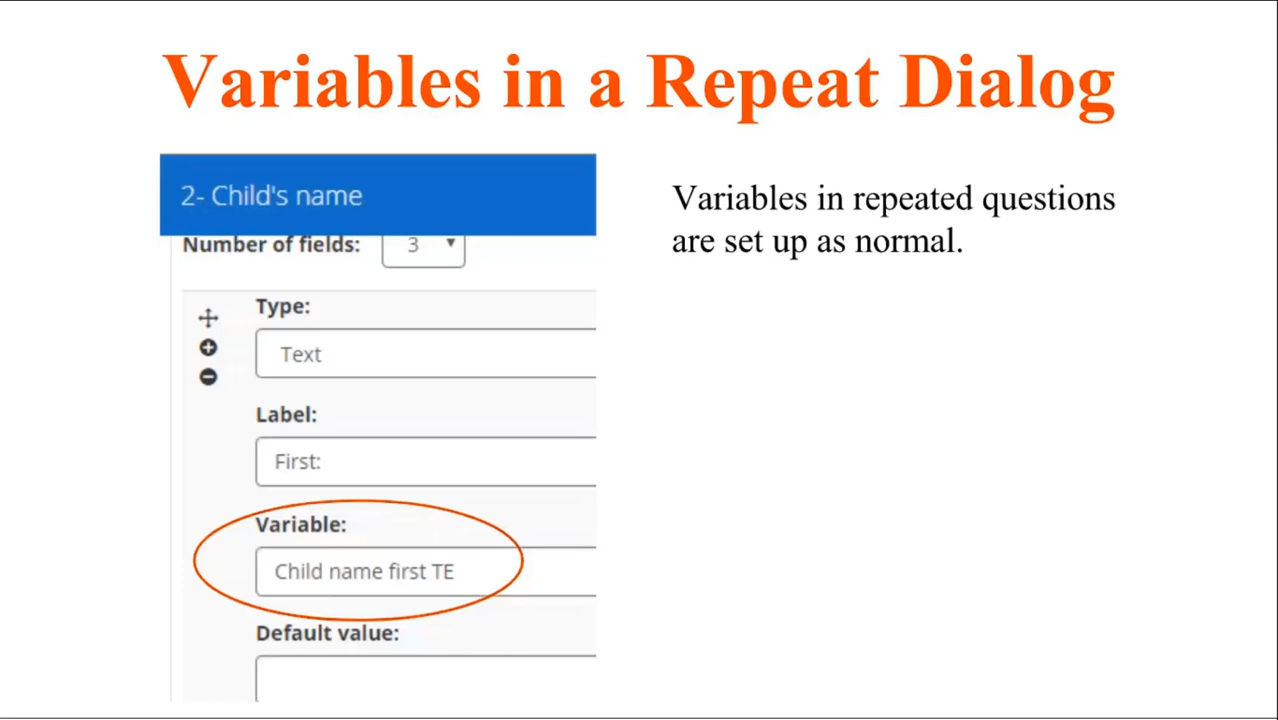 Variables in a Repeat Dialog
2- Child's name
Number of fields: 3
Type:
Text
Label:
First:
Variable:
Child name first TE
Default value:
Variables in repeated questions
are set up as normal.